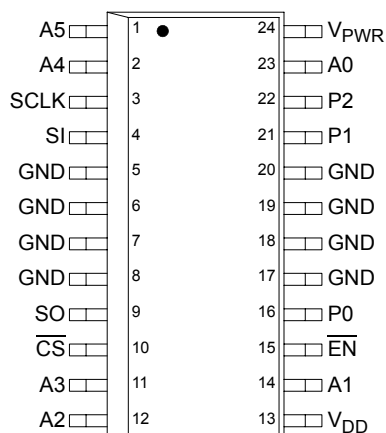 A5 1 24 VPWR
A4 2 23 A0
SCLK 3 22 P2
SI 4 21 P1
GND 5 20 GND
GND 6 19 GND
GND 7 18 GND
GND 8 17 GND
SO 9 16 P0
C̅S̅ 10 15 E̅N̅
A3 11 14 A1
A2 12 13 VDD